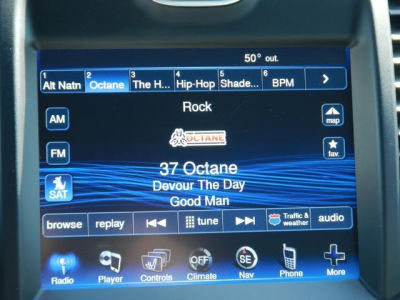 50° out.
1 2 3 4 5 6
Alt Natn Octane The H... Hip-Hop Shade... BPM
Rock
AM
map
OCTANE
FM
fav.
37 Octane
SAT
Devour The Day
Good Man
browse replay tune Traffic & weather audio
OFF SE
Radio Player Controls Climate Nav Phone More